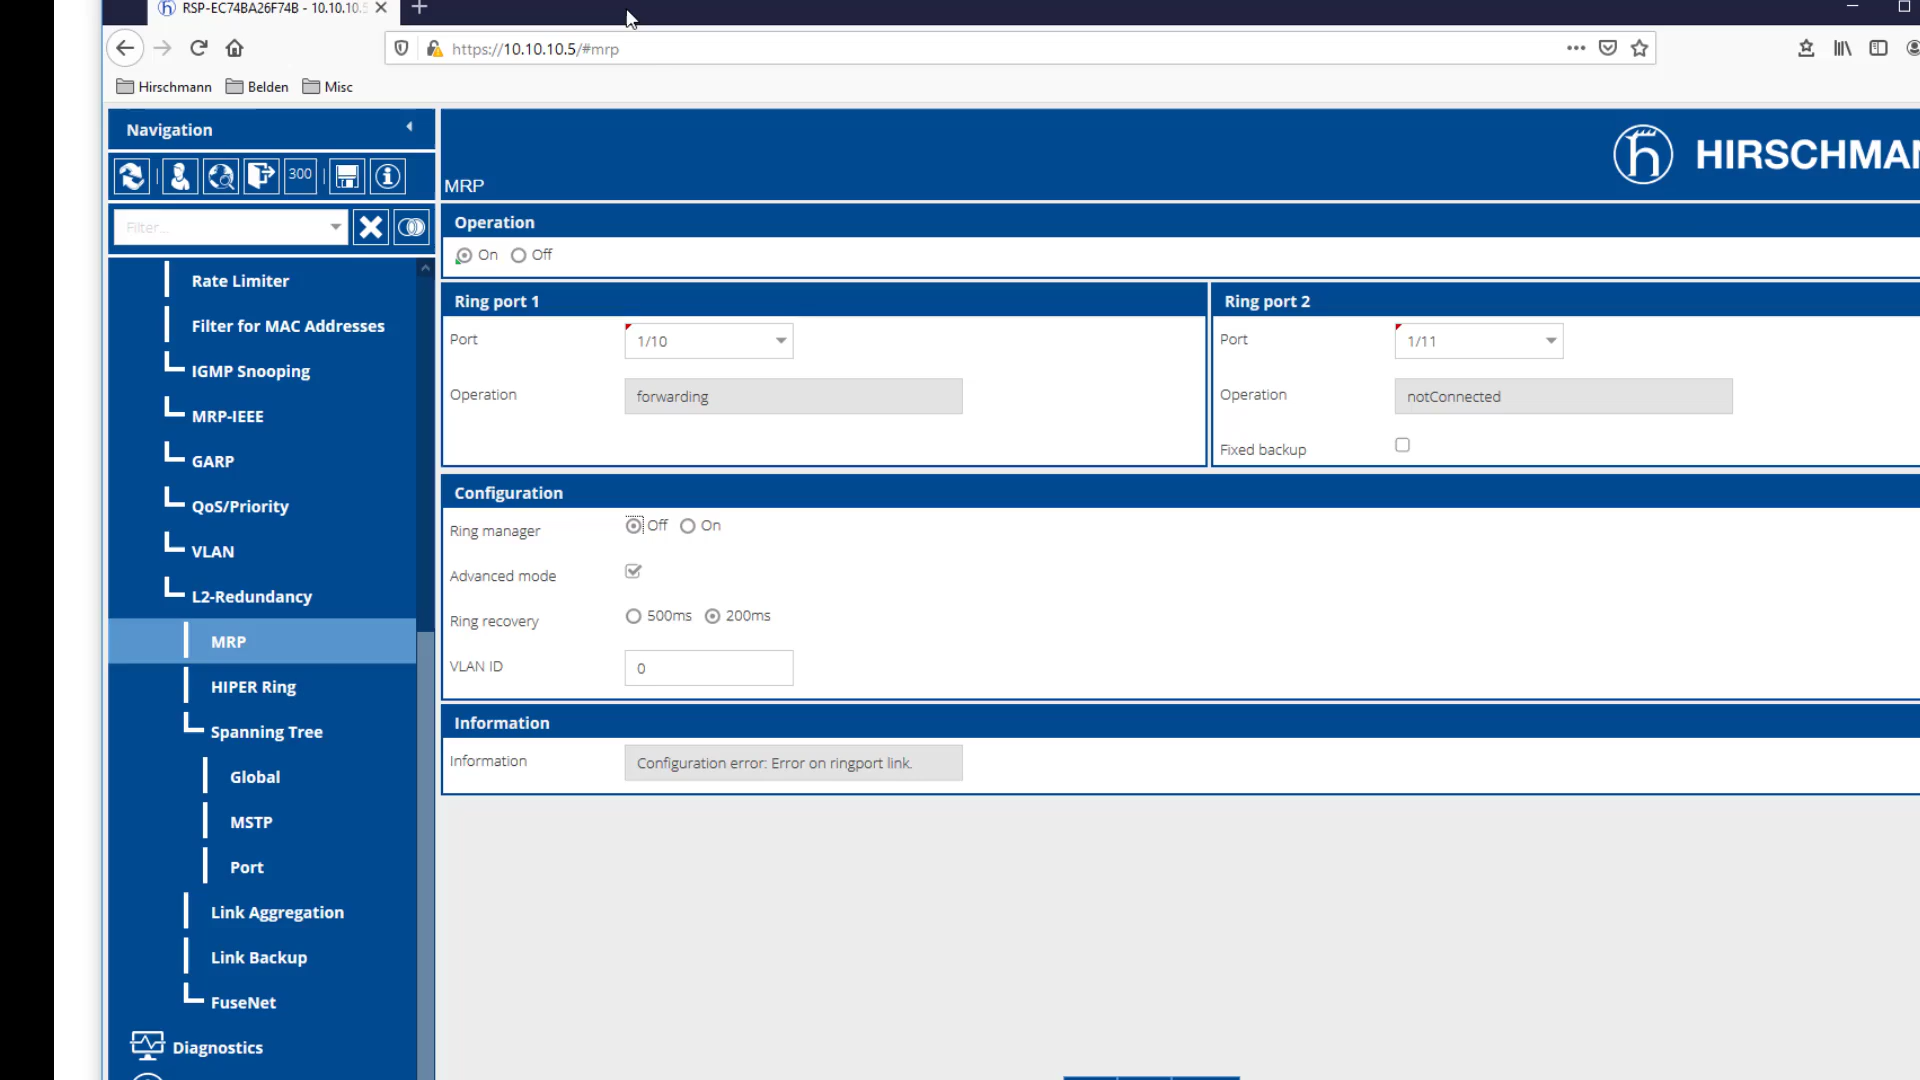 RSP-EC74BA26F74B - 10.10.10.5
https://10.10.10.5/#mrp
Hirschmann Belden Misc
Navigation
300
Filter...
Rate Limiter
Filter for MAC Addresses
IGMP Snooping
MRP-IEEE
GARP
QoS/Priority
VLAN
L2-Redundancy
MRP
HIPER Ring
Spanning Tree
Global
MSTP
Port
Link Aggregation
Link Backup
FuseNet
Diagnostics
HIRSCHMAN
MRP
Operation
On Off
Ring port 1
Port 1/10
Operation forwarding
Ring port 2
Port 1/11
Operation notConnected
Fixed backup
Configuration
Ring manager Off On
Advanced mode
Ring recovery 500ms 200ms
VLAN ID 0
Information
Information Configuration error: Error on ringport link.